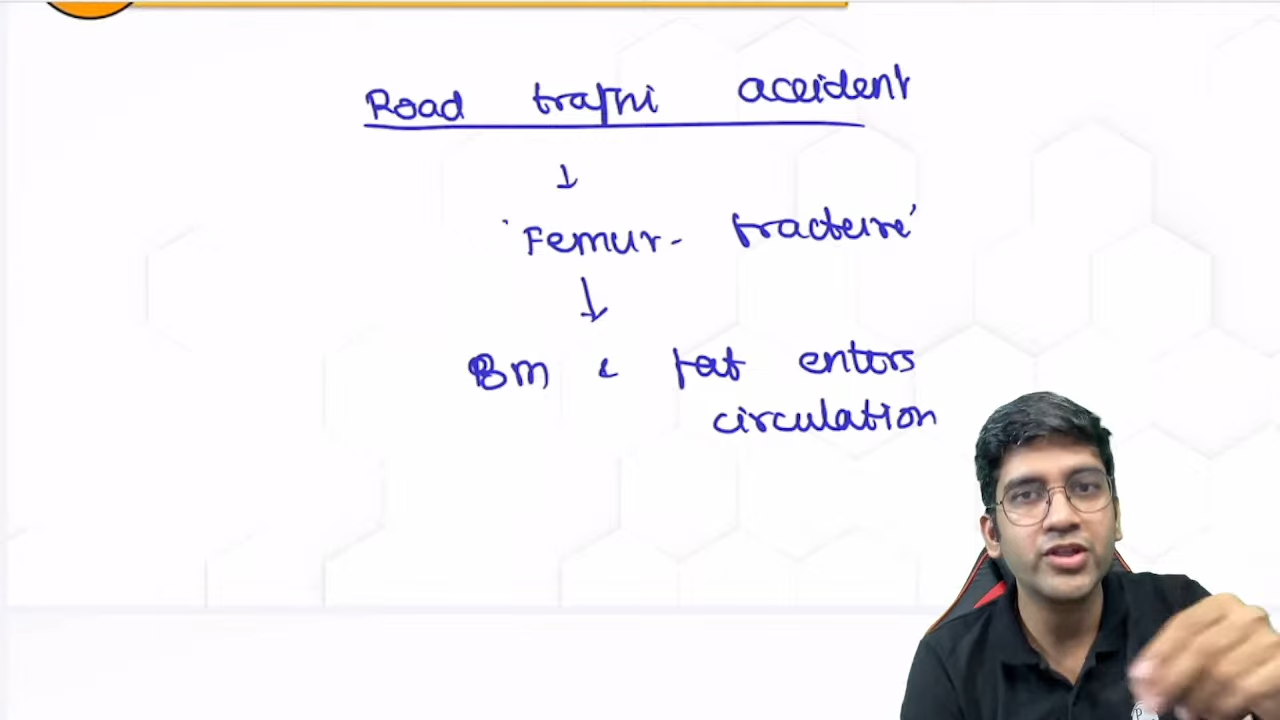 Road traffic accident
↓
'Femur- fracture'
↓
BM & fat enters
circulation